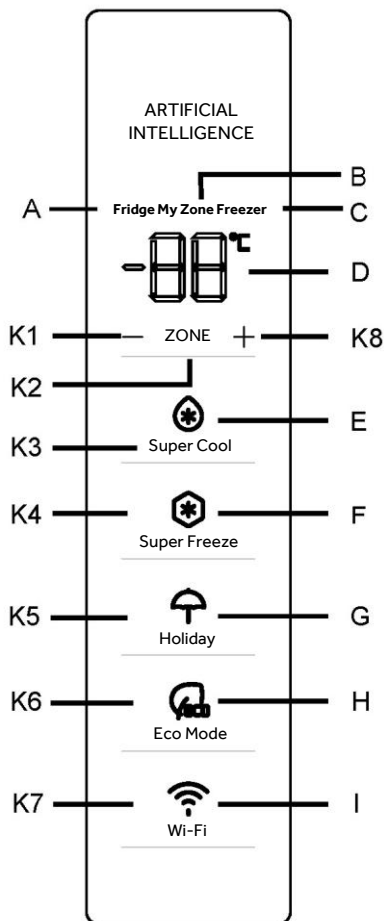 ARTIFICIAL
INTELLIGENCE
B
A Fridge My Zone Freezer C
-88°C D
K1 — ZONE + K8
K2
E
K3 Super Cool
K4 F
Super Freeze
K5 G
Holiday
K6 eco H
Eco Mode
K7 I
Wi-Fi